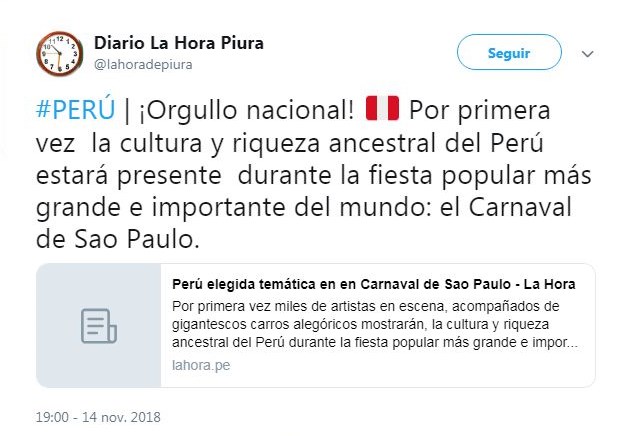 Diario La Hora Piura
@lahoradepiura
Seguir
#PERÚ | ¡Orgullo nacional! 🇵🇪 Por primera
vez la cultura y riqueza ancestral del Perú
estará presente durante la fiesta popular más
grande e importante del mundo: el Carnaval
de Sao Paulo.
Perú elegida temática en en Carnaval de Sao Paulo - La Hora
Por primera vez miles de artistas en escena, acompañados de
gigantescos carros alegóricos mostrarán, la cultura y riqueza
ancestral del Perú durante la fiesta popular más grande e impor...
lahora.pe
19:00 - 14 nov. 2018